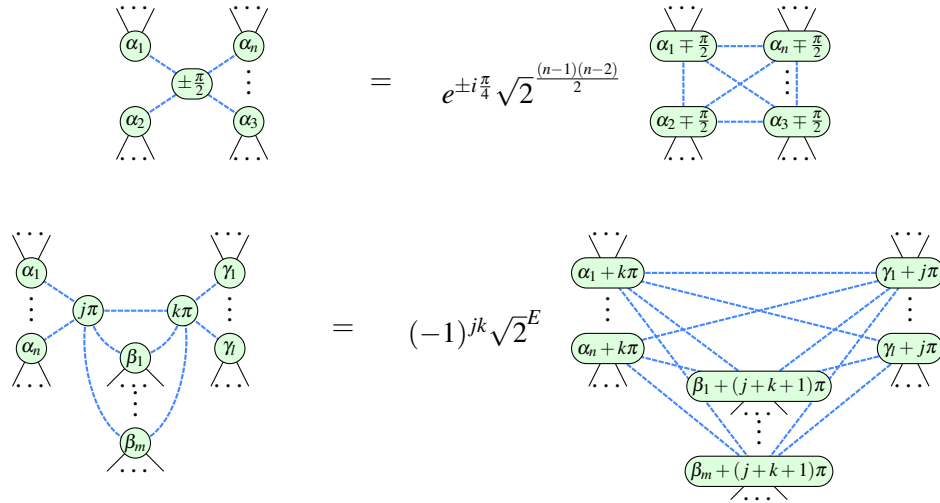 α₁ αₙ = e^{±i π/4} √2^{(n−1)(n−2)/2} α₁ ∓ π/2 αₙ ∓ π/2
± π/2
α₂ α₃ α₂ ∓ π/2 α₃ ∓ π/2
α₁ γ₁ α₁ + kπ γ₁ + jπ
jπ kπ = (−1)^{jk} √2^E
αₙ β₁ γₗ αₙ + kπ γₗ + jπ
β₁ + (j + k + 1)π
βₘ βₘ + (j + k + 1)π